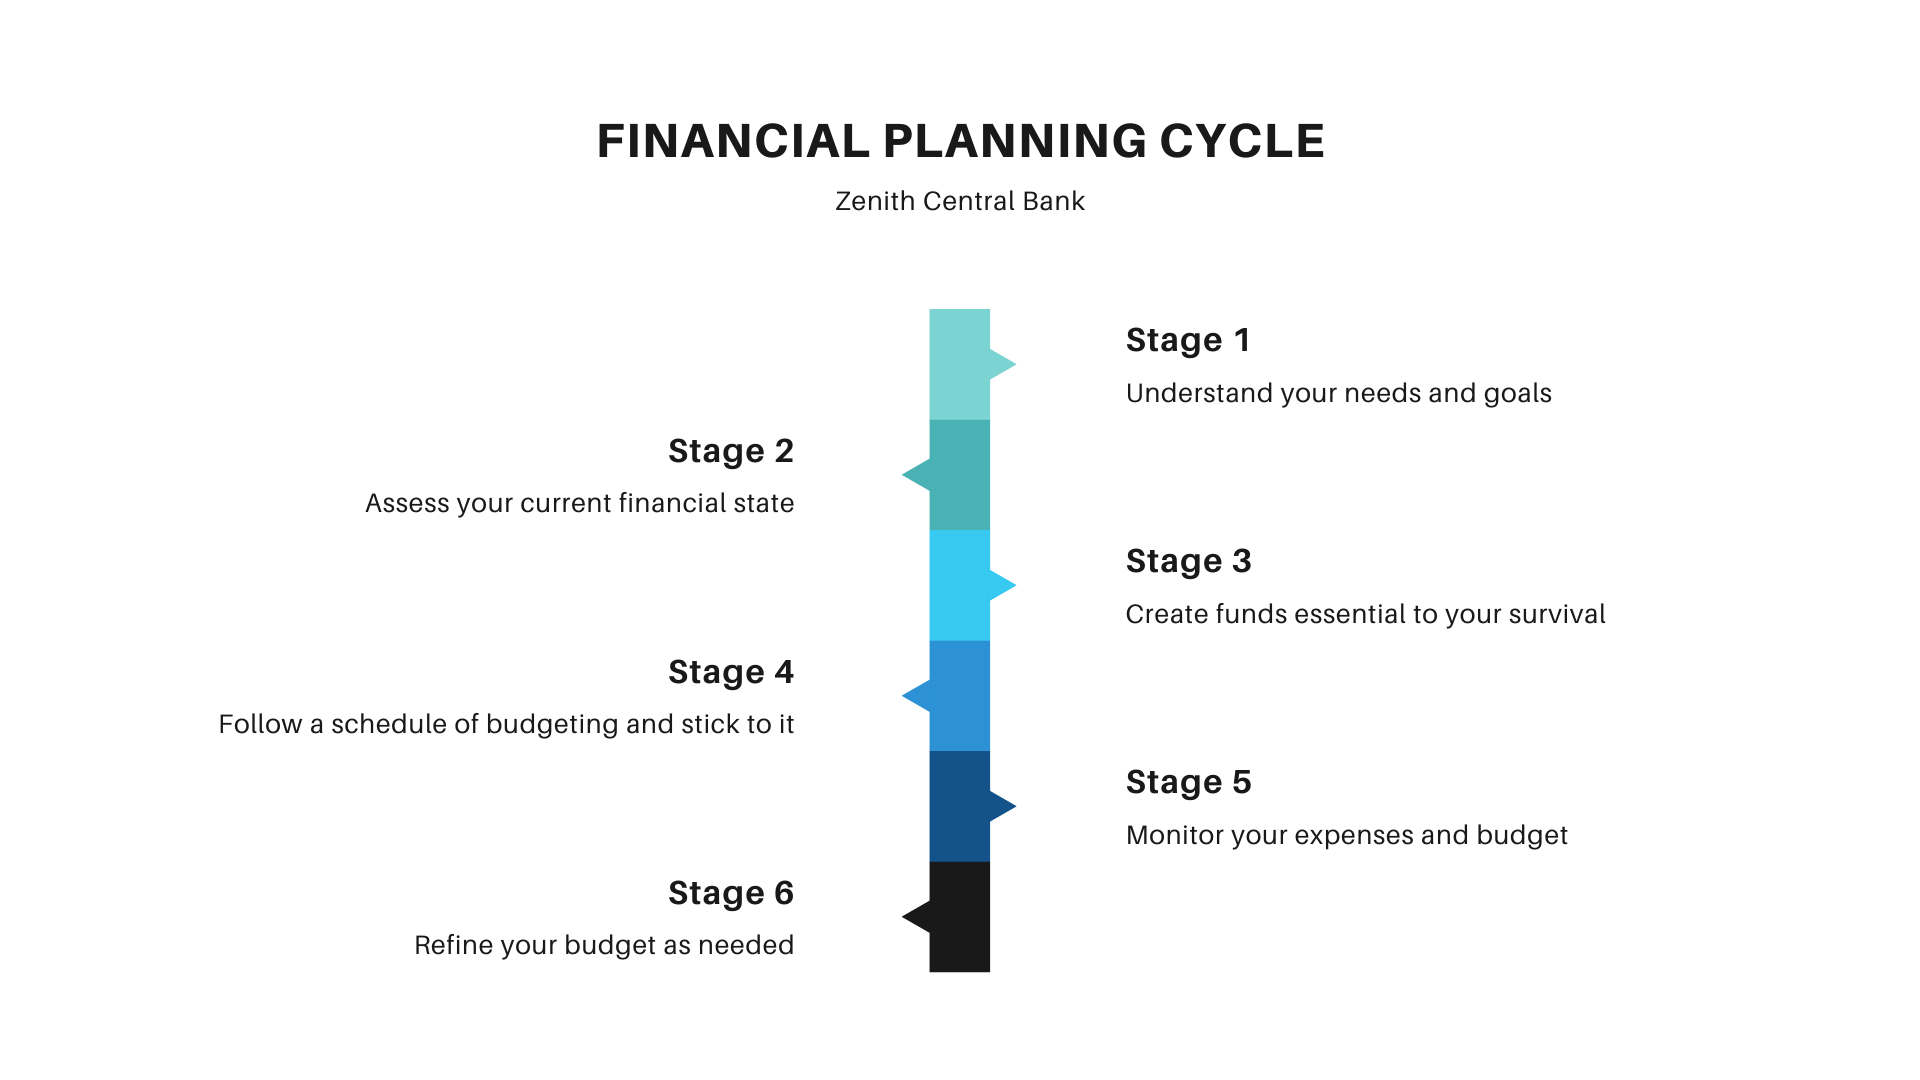 FINANCIAL PLANNING CYCLE
Zenith Central Bank
Stage 1
Understand your needs and goals
Stage 2
Assess your current financial state
Stage 3
Create funds essential to your survival
Stage 4
Follow a schedule of budgeting and stick to it
Stage 5
Monitor your expenses and budget
Stage 6
Refine your budget as needed